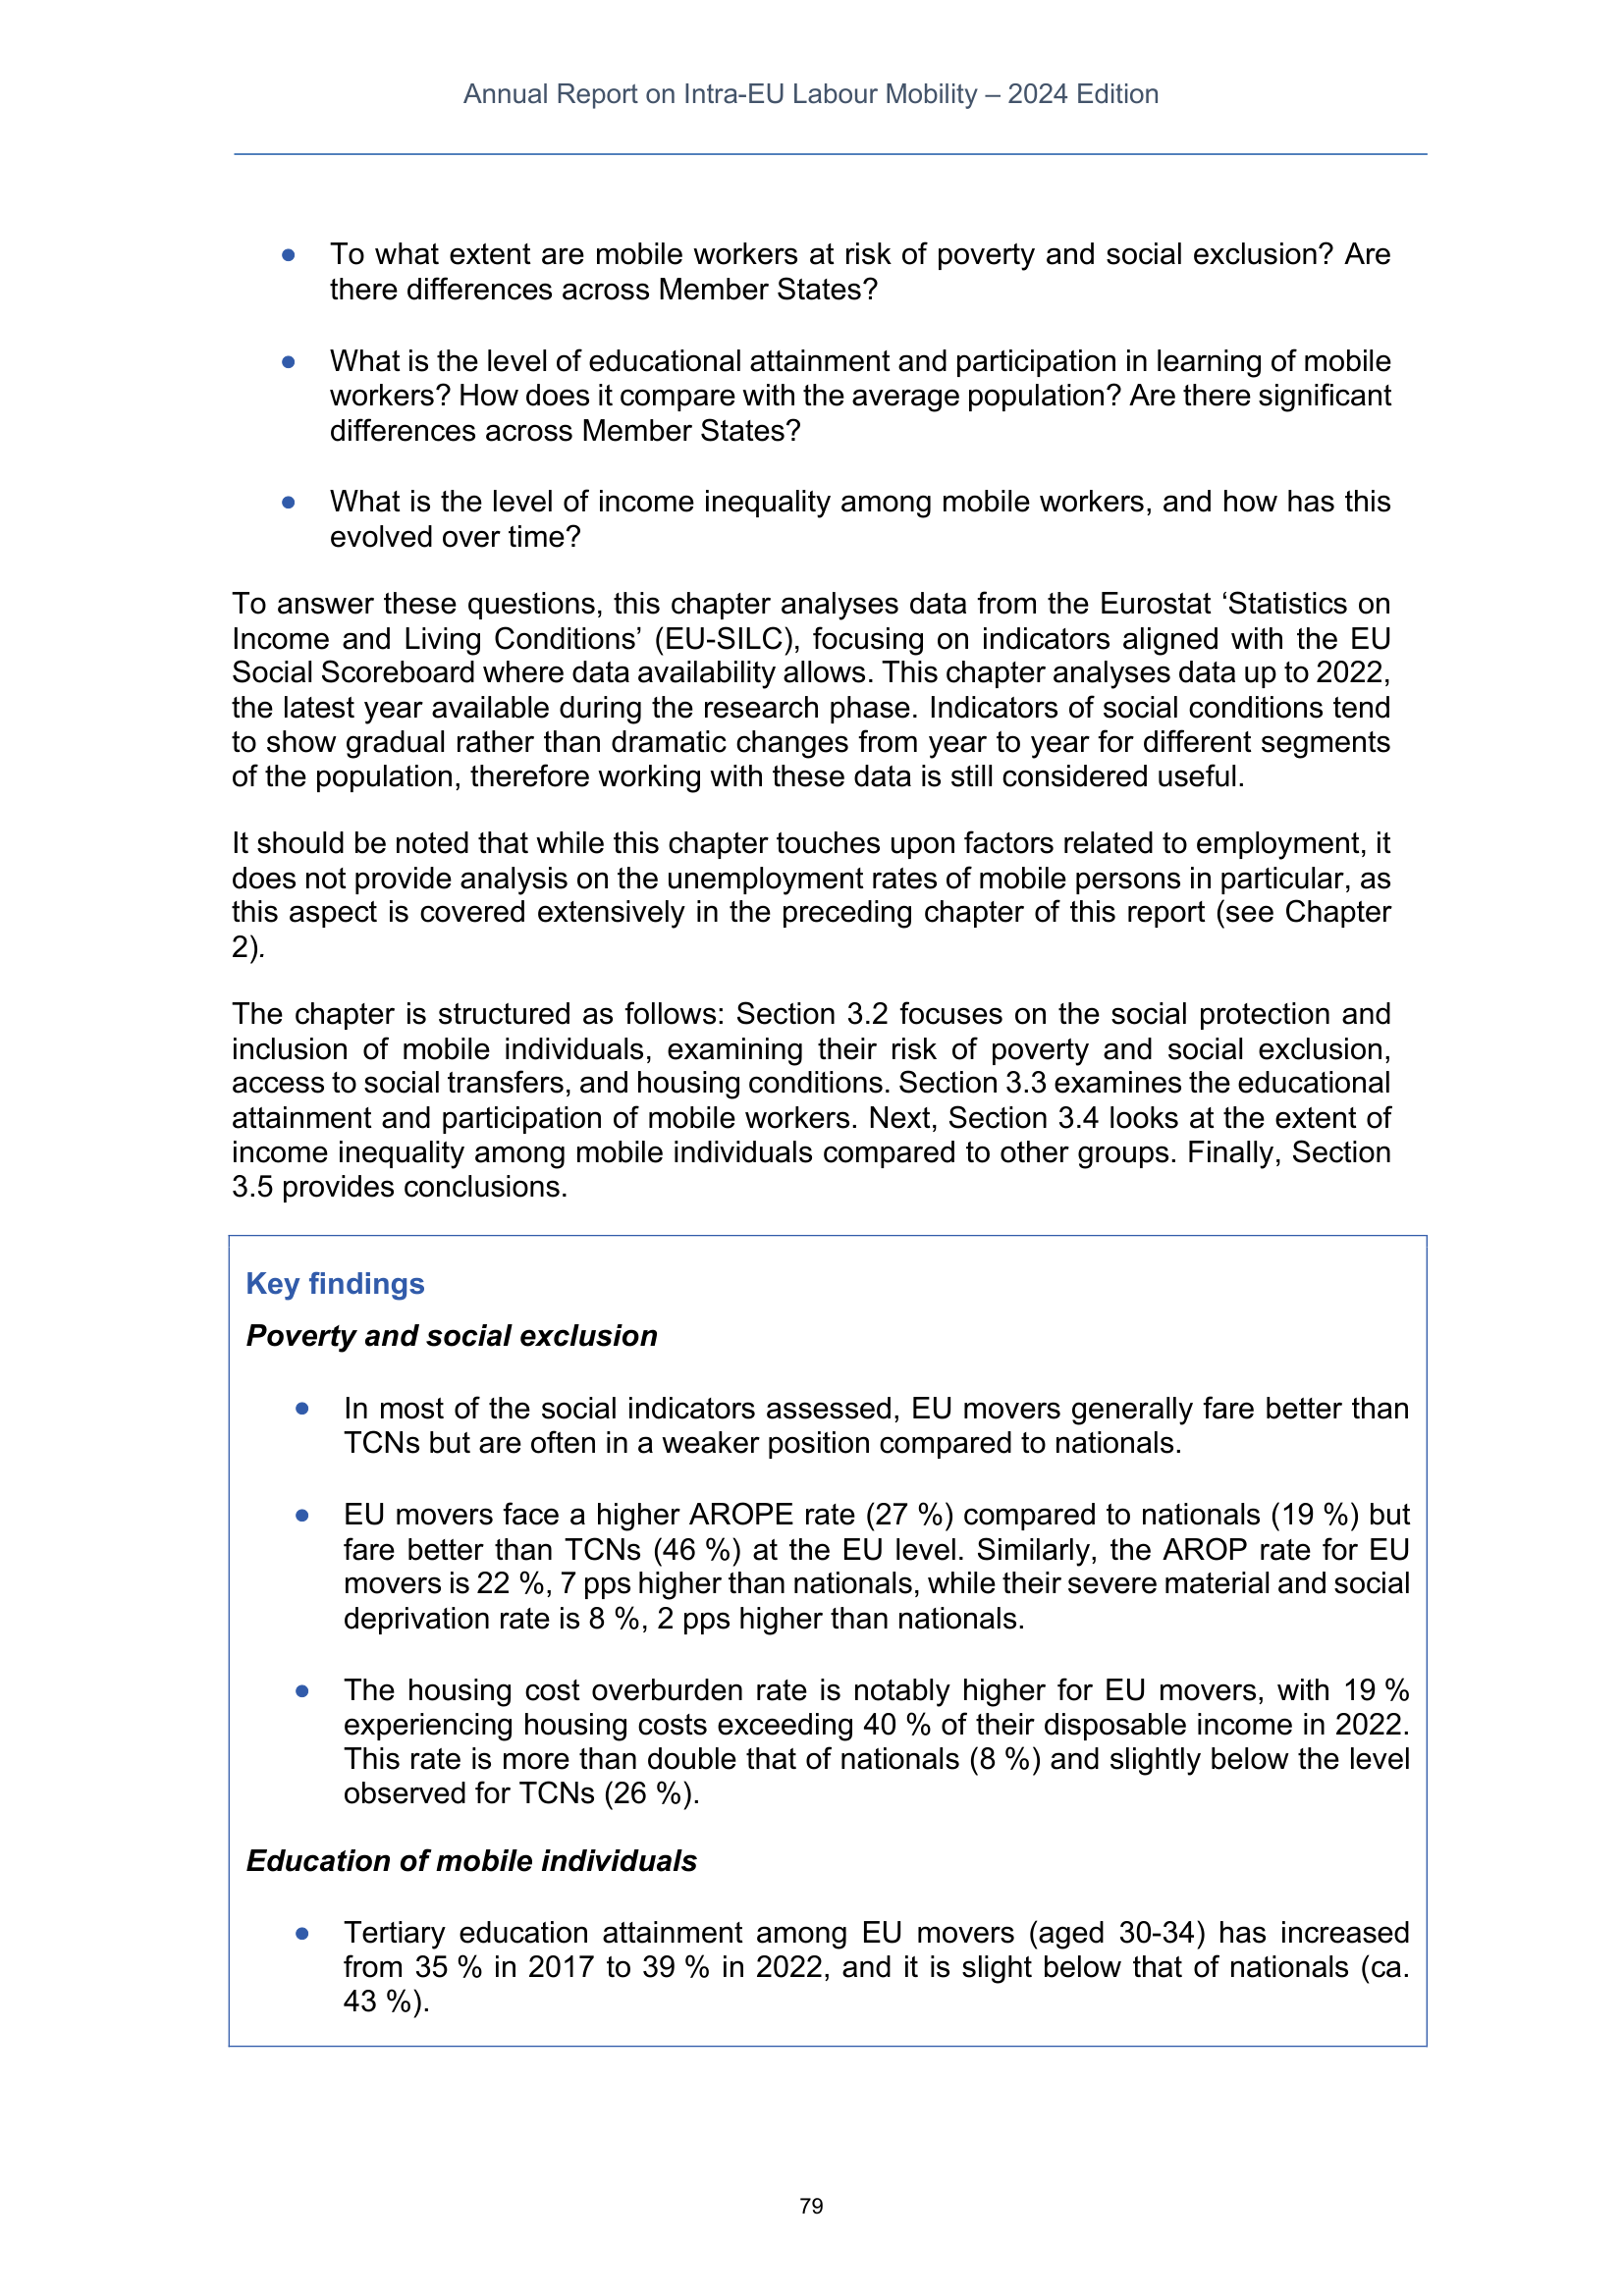 Annual Report on Intra-EU Labour Mobility – 2024 Edition
● To what extent are mobile workers at risk of poverty and social exclusion? Are
there differences across Member States?
● What is the level of educational attainment and participation in learning of mobile
workers? How does it compare with the average population? Are there significant
differences across Member States?
● What is the level of income inequality among mobile workers, and how has this
evolved over time?
To answer these questions, this chapter analyses data from the Eurostat ‘Statistics on
Income and Living Conditions’ (EU-SILC), focusing on indicators aligned with the EU
Social Scoreboard where data availability allows. This chapter analyses data up to 2022,
the latest year available during the research phase. Indicators of social conditions tend
to show gradual rather than dramatic changes from year to year for different segments
of the population, therefore working with these data is still considered useful.
It should be noted that while this chapter touches upon factors related to employment, it
does not provide analysis on the unemployment rates of mobile persons in particular, as
this aspect is covered extensively in the preceding chapter of this report (see Chapter
2).
The chapter is structured as follows: Section 3.2 focuses on the social protection and
inclusion of mobile individuals, examining their risk of poverty and social exclusion,
access to social transfers, and housing conditions. Section 3.3 examines the educational
attainment and participation of mobile workers. Next, Section 3.4 looks at the extent of
income inequality among mobile individuals compared to other groups. Finally, Section
3.5 provides conclusions.
Key findings
Poverty and social exclusion
● In most of the social indicators assessed, EU movers generally fare better than
TCNs but are often in a weaker position compared to nationals.
● EU movers face a higher AROPE rate (27 %) compared to nationals (19 %) but
fare better than TCNs (46 %) at the EU level. Similarly, the AROP rate for EU
movers is 22 %, 7 pps higher than nationals, while their severe material and social
deprivation rate is 8 %, 2 pps higher than nationals.
● The housing cost overburden rate is notably higher for EU movers, with 19 %
experiencing housing costs exceeding 40 % of their disposable income in 2022.
This rate is more than double that of nationals (8 %) and slightly below the level
observed for TCNs (26 %).
Education of mobile individuals
● Tertiary education attainment among EU movers (aged 30-34) has increased
from 35 % in 2017 to 39 % in 2022, and it is slight below that of nationals (ca.
43 %).
79